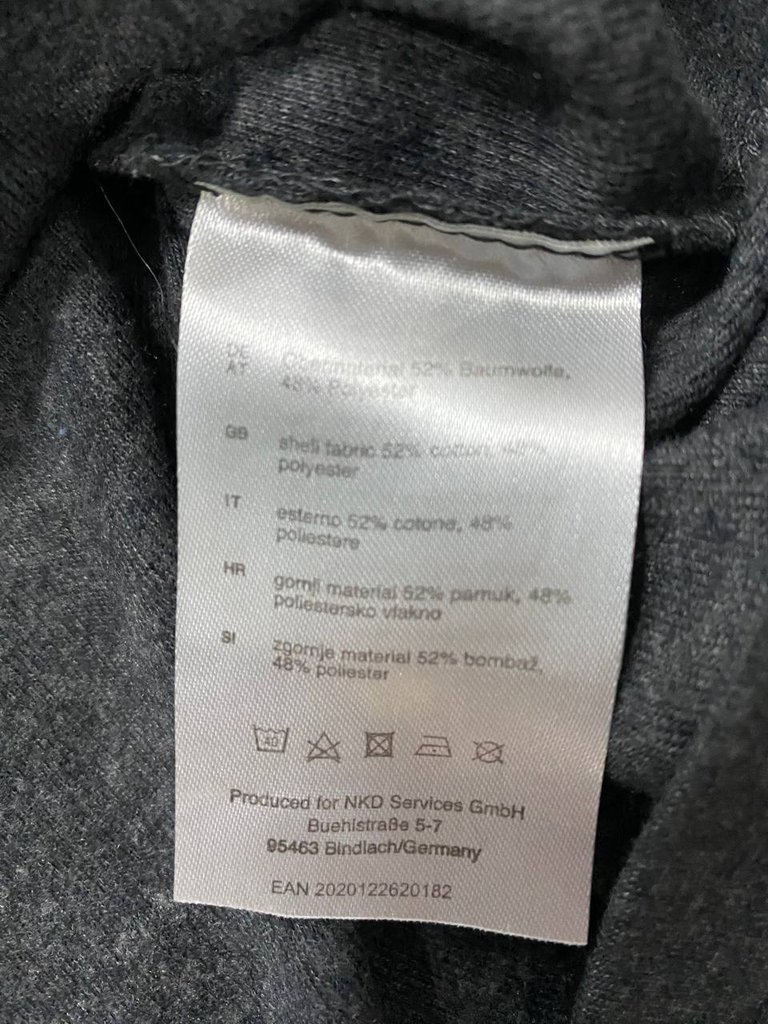 DE
AT
Obermaterial 52% Baumwolle,
48% Polyester
GB
shell fabric 52% cotton, 48%
polyester
IT
esterno 52% cotone, 48%
poliestere
HR
gornji material 52% pamuk, 48%
poliestersko vlakno
SI
zgornje material 52% bombaž,
48% poliester
40
Produced for NKD Services GmbH
Buehlstraße 5-7
95463 Bindlach/Germany
EAN 2020122620182